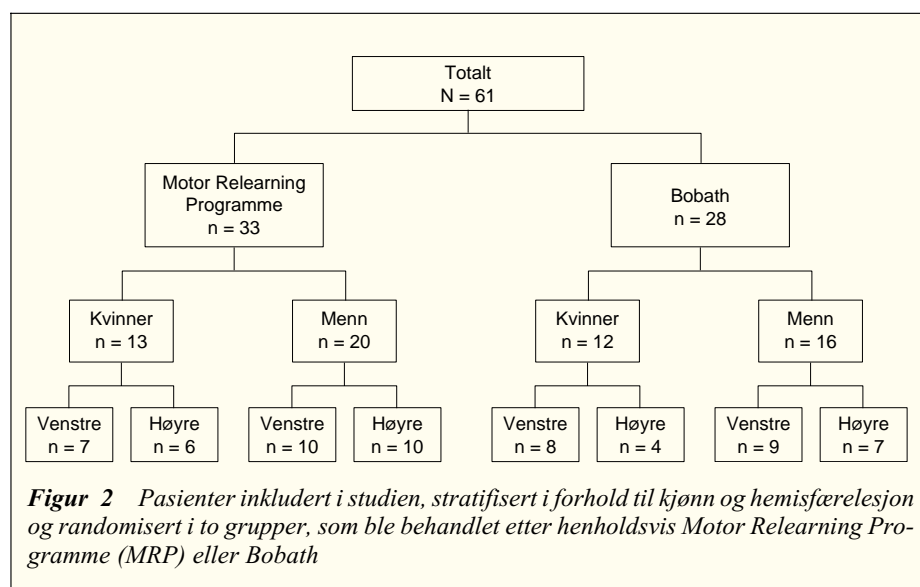 Totalt
N = 61
Motor Relearning
Programme
n = 33
Bobath
n = 28
Kvinner
n = 13
Menn
n = 20
Kvinner
n = 12
Menn
n = 16
Venstre
n = 7
Høyre
n = 6
Venstre
n = 10
Høyre
n = 10
Venstre
n = 8
Høyre
n = 4
Venstre
n = 9
Høyre
n = 7
Figur 2 Pasienter inkludert i studien, stratifisert i forhold til kjønn og hemisfærelesjon
og randomisert i to grupper, som ble behandlet etter henholdsvis Motor Relearning Pro-
gramme (MRP) eller Bobath